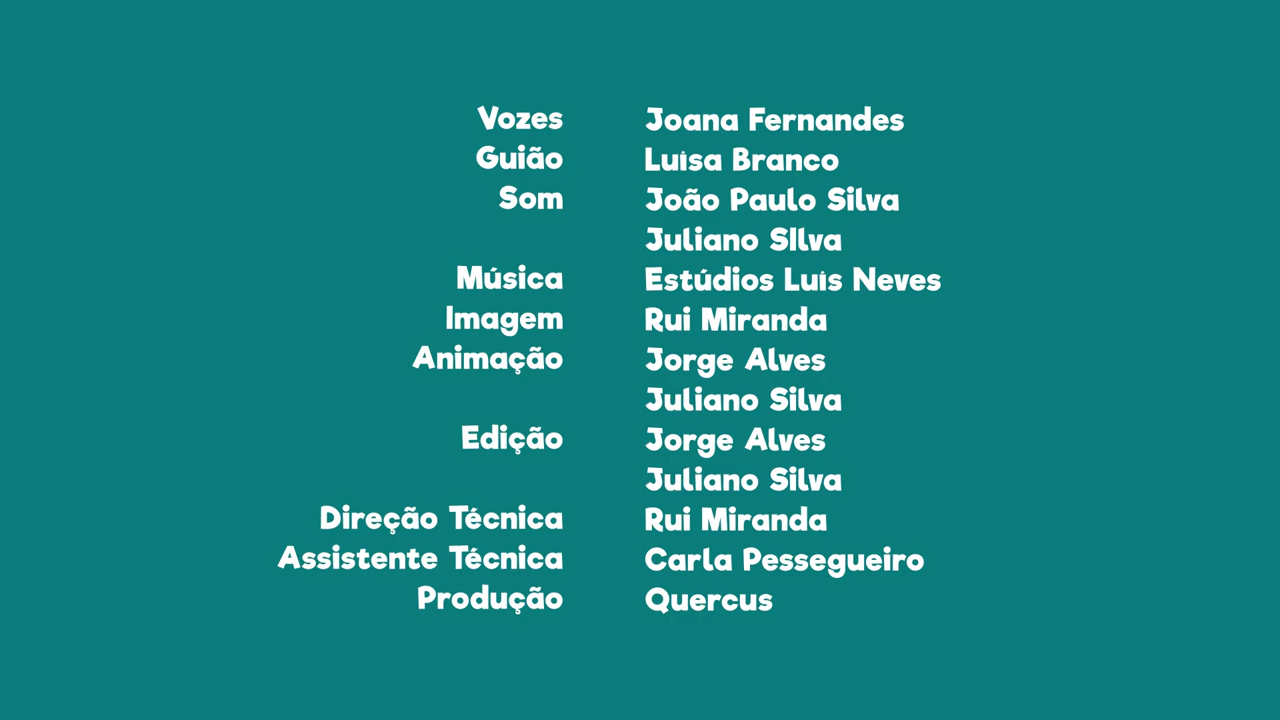 Vozes Joana Fernandes
Guião Luísa Branco
Som João Paulo Silva
Juliano SIlva
Música Estúdios Luís Neves
Imagem Rui Miranda
Animação Jorge Alves
Juliano Silva
Edição Jorge Alves
Juliano Silva
Direção Técnica Rui Miranda
Assistente Técnica Carla Pessegueiro
Produção Quercus